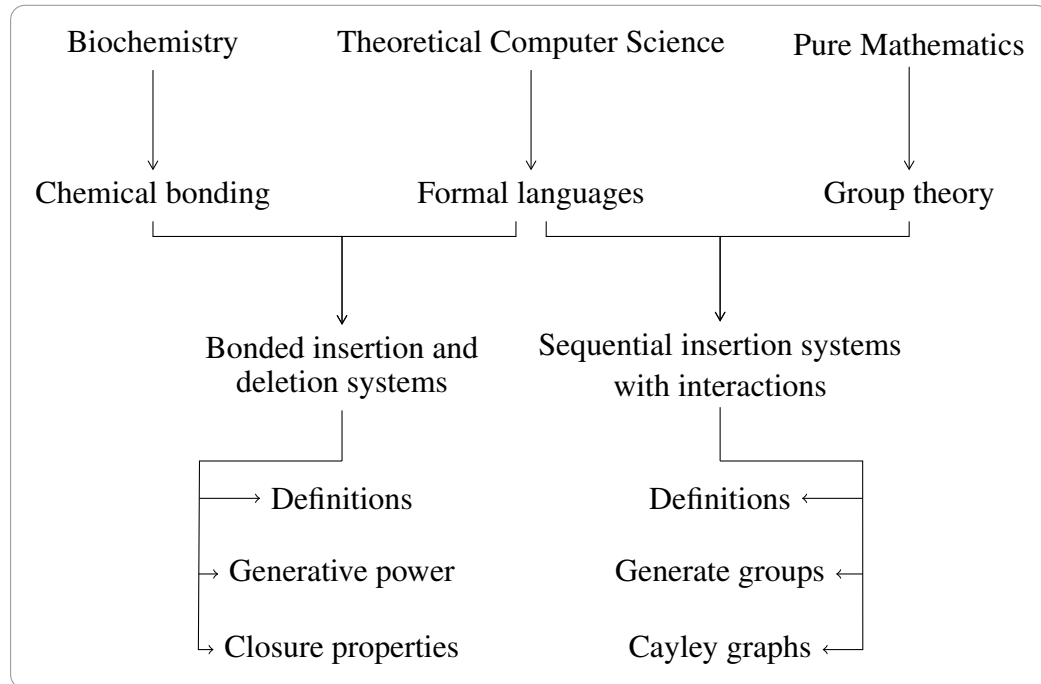 Biochemistry
Theoretical Computer Science
Pure Mathematics
Chemical bonding
Formal languages
Group theory
Bonded insertion and
deletion systems
Sequential insertion systems
with interactions
Definitions
Generative power
Closure properties
Definitions
Generate groups
Cayley graphs